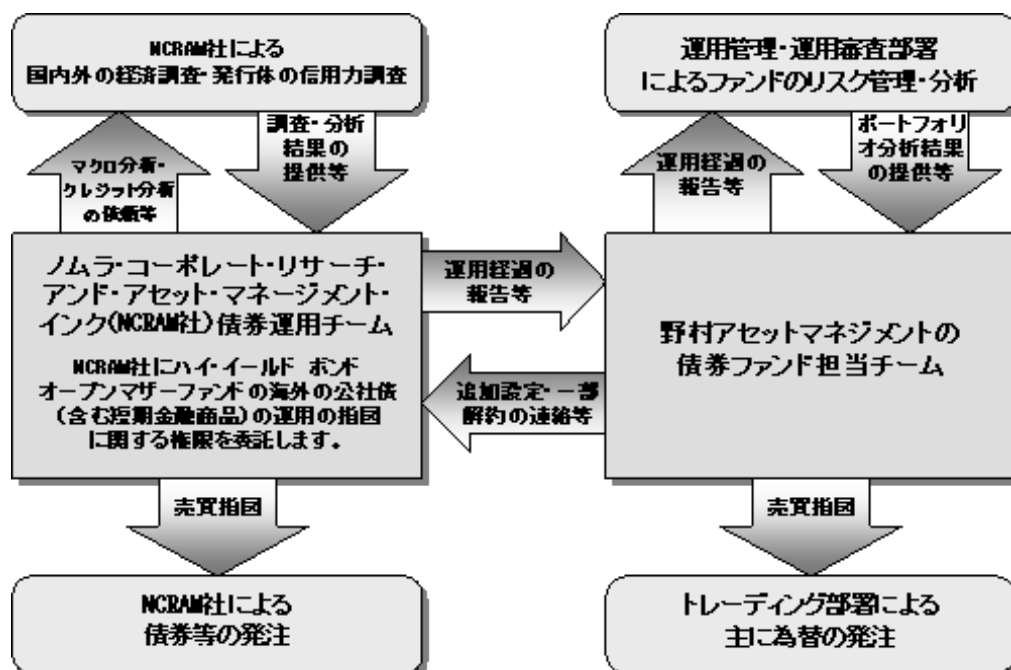 NCRAM社による
国内外の経済調査・発行体の信用力調査
運用管理・運用審査部署
によるファンドのリスク管理・分析
マクロ分析・
クレジット分析
の依頼等
調査・分析
結果の
提供等
運用経過の
報告等
ポートフォリ
オ分析結果
の提供等
ノムラ・コーポレート・リサーチ・
アンド・アセット・マネージメント・
インク(NCRAM社)債券運用チーム
NCRAM社にハイ・イールド ボンド
オープンマザーファンドの海外の公社債
(含む短期金融商品)の運用の指図
に関する権限を委託します。
運用経過の
報告等
追加設定・一部
解約の連絡等
野村アセットマネジメントの
債券ファンド担当チーム
売買指図
売買指図
NCRAM社による
債券等の発注
トレーディング部署による
主に為替の発注